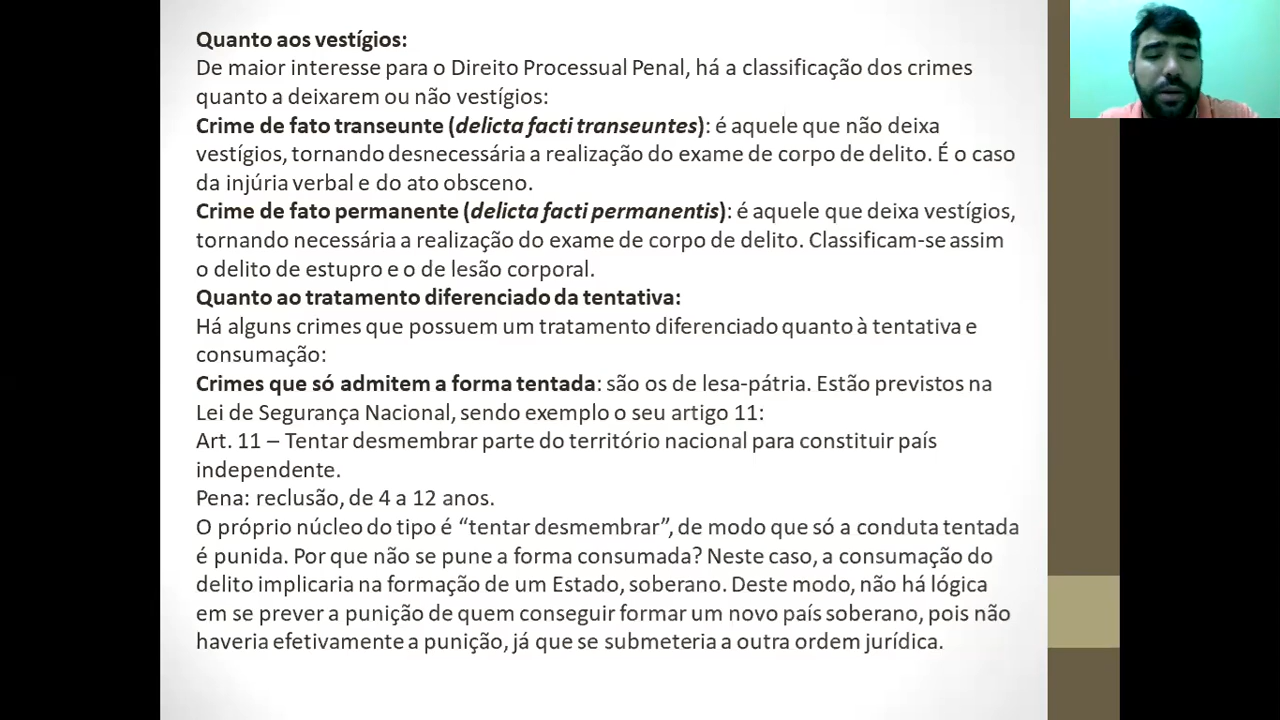 Quanto aos vestígios:
De maior interesse para o Direito Processual Penal, há a classificação dos crimes
quanto a deixarem ou não vestígios:
Crime de fato transeunte (delicta facti transeuntes): é aquele que não deixa
vestígios, tornando desnecessária a realização do exame de corpo de delito. É o caso
da injúria verbal e do ato obsceno.
Crime de fato permanente (delicta facti permanentis): é aquele que deixa vestígios,
tornando necessária a realização do exame de corpo de delito. Classificam-se assim
o delito de estupro e o de lesão corporal.
Quanto ao tratamento diferenciado da tentativa:
Há alguns crimes que possuem um tratamento diferenciado quanto à tentativa e
consumação:
Crimes que só admitem a forma tentada: são os de lesa-pátria. Estão previstos na
Lei de Segurança Nacional, sendo exemplo o seu artigo 11:
Art. 11 – Tentar desmembrar parte do território nacional para constituir país
independente.
Pena: reclusão, de 4 a 12 anos.
O próprio núcleo do tipo é “tentar desmembrar”, de modo que só a conduta tentada
é punida. Por que não se pune a forma consumada? Neste caso, a consumação do
delito implicaria na formação de um Estado, soberano. Deste modo, não há lógica
em se prever a punição de quem conseguir formar um novo país soberano, pois não
haveria efetivamente a punição, já que se submeteria a outra ordem jurídica.